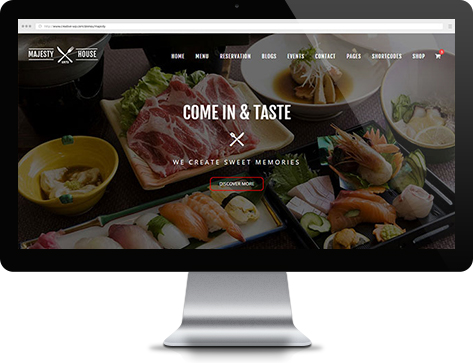 MAJESTY HOUSE
HOME MENU RESERVATION BLOGS EVENTS CONTACT PAGES SHORTCODES SHOP
COME IN & TASTE
WE CREATE SWEET MEMORIES
DISCOVER MORE